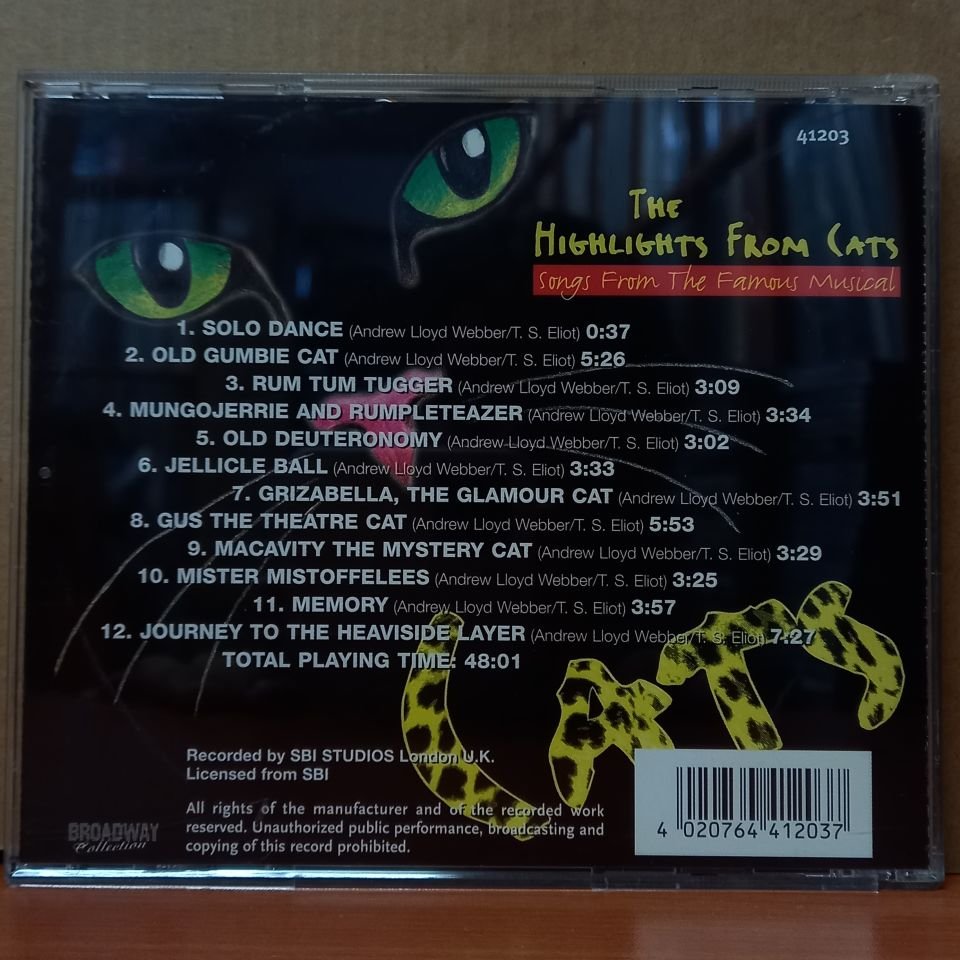 41203
The
Highlights From Cats
Songs From The Famous Musical
1. SOLO DANCE (Andrew Lloyd Webber/T. S. Eliot) 0:37
2. OLD GUMBIE CAT (Andrew Lloyd Webber/T. S. Eliot) 5:26
3. RUM TUM TUGGER (Andrew Lloyd Webber/T. S. Eliot) 3:09
4. MUNGOJERRIE AND RUMPLETEAZER (Andrew Lloyd Webber/T. S. Eliot) 3:34
5. OLD DEUTERONOMY (Andrew Lloyd Webber/T. S. Eliot) 3:02
6. JELLICLE BALL (Andrew Lloyd Webber/T. S. Eliot) 3:33
7. GRIZABELLA, THE GLAMOUR CAT (Andrew Lloyd Webber/T. S. Eliot) 3:51
8. GUS THE THEATRE CAT (Andrew Lloyd Webber/T. S. Eliot) 5:53
9. MACAVITY THE MYSTERY CAT (Andrew Lloyd Webber/T. S. Eliot) 3:29
10. MISTER MISTOFFELEES (Andrew Lloyd Webber/T. S. Eliot) 3:25
11. MEMORY (Andrew Lloyd Webber/T. S. Eliot) 3:57
12. JOURNEY TO THE HEAVISIDE LAYER (Andrew Lloyd Webber/T. S. Eliot) 7:27
TOTAL PLAYING TIME: 48:01
CATS
Recorded by SBI STUDIOS London U.K.
Licensed from SBI
All rights of the manufacturer and of the recorded work
reserved. Unauthorized public performance, broadcasting and
copying of this record prohibited.
BROADWAY
Collection
4 020764 412037